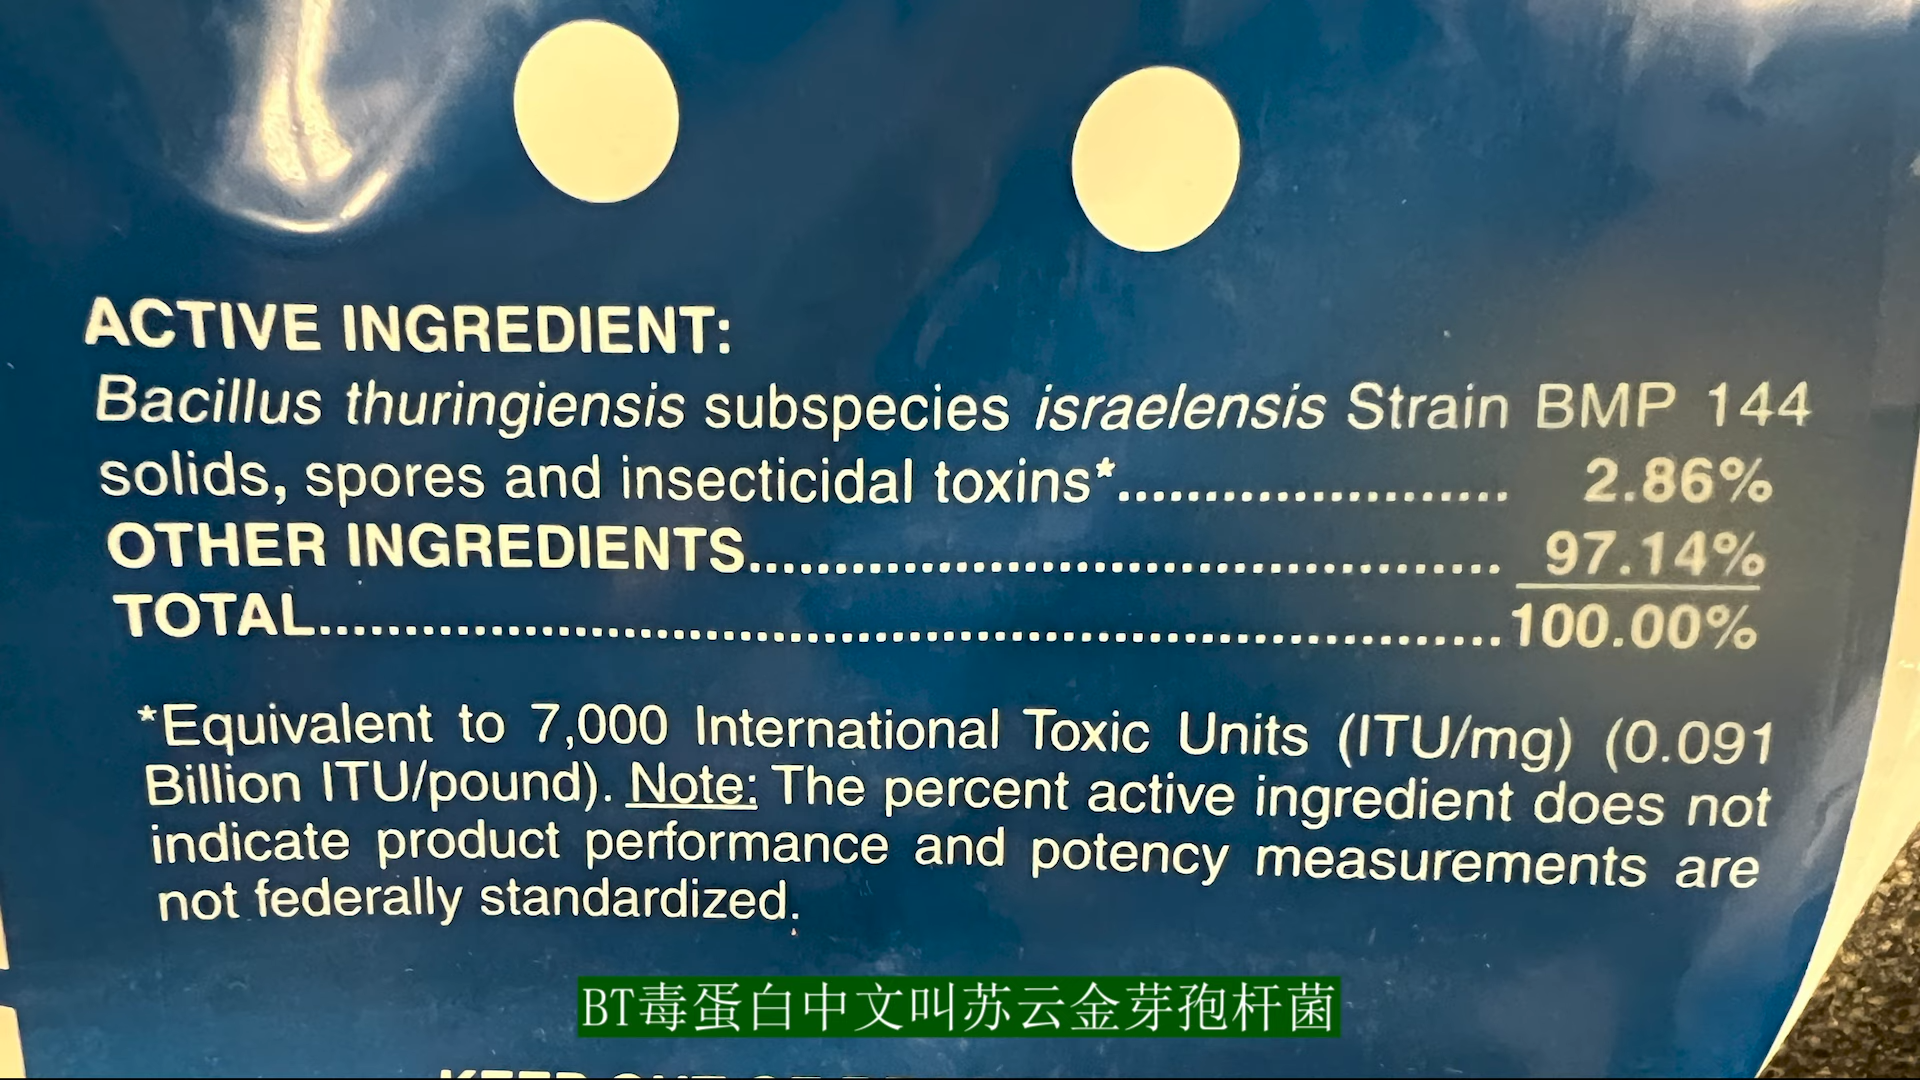 ACTIVE INGREDIENT:
Bacillus thuringiensis subspecies israelensis Strain BMP 144
solids, spores and insecticidal toxins*...................... 2.86%
OTHER INGREDIENTS............................................ 97.14%
TOTAL......................................................................100.00%
*Equivalent to 7,000 International Toxic Units (ITU/mg) (0.091
Billion ITU/pound). Note: The percent active ingredient does not
indicate product performance and potency measurements are
not federally standardized.
BT毒蛋白中文叫苏云金芽孢杆菌
KEEP OUT OF